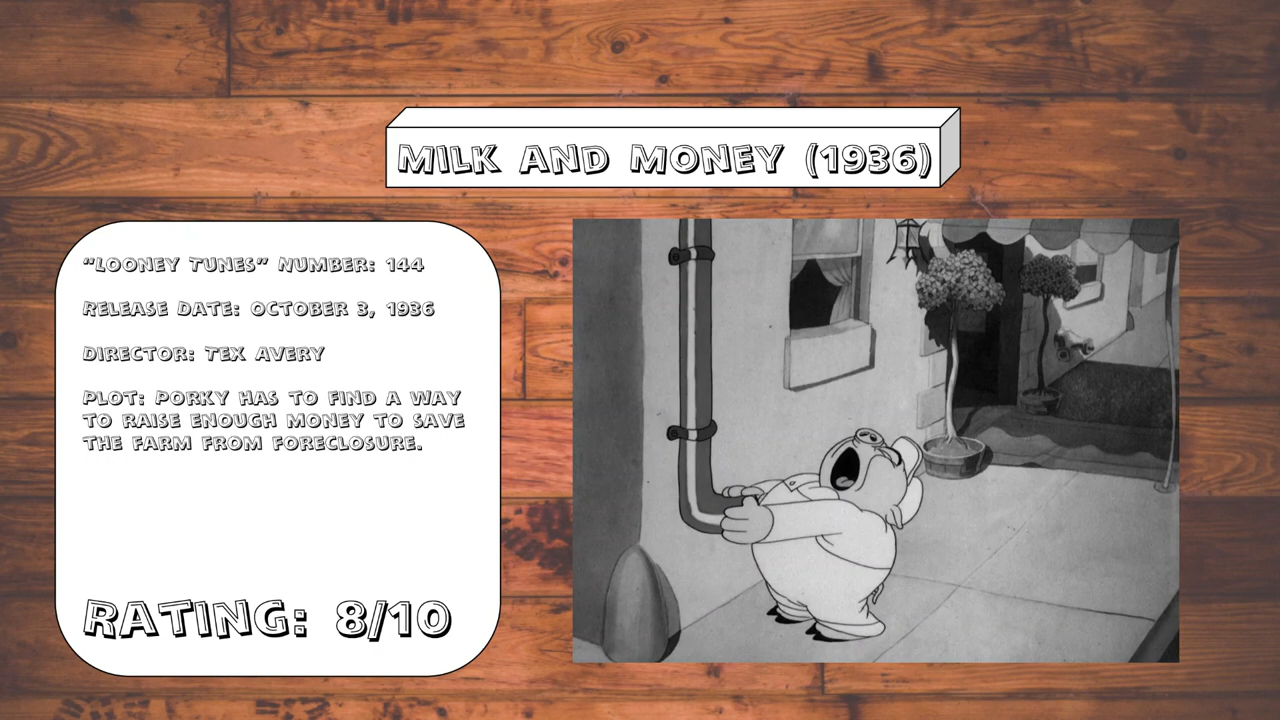 MILK AND MONEY (1936)
"LOONEY TUNES" NUMBER: 144
RELEASE DATE: OCTOBER 3, 1936
DIRECTOR: TEX AVERY
PLOT: PORKY HAS TO FIND A WAY
TO RAISE ENOUGH MONEY TO SAVE
THE FARM FROM FORECLOSURE.
RATING: 8/10